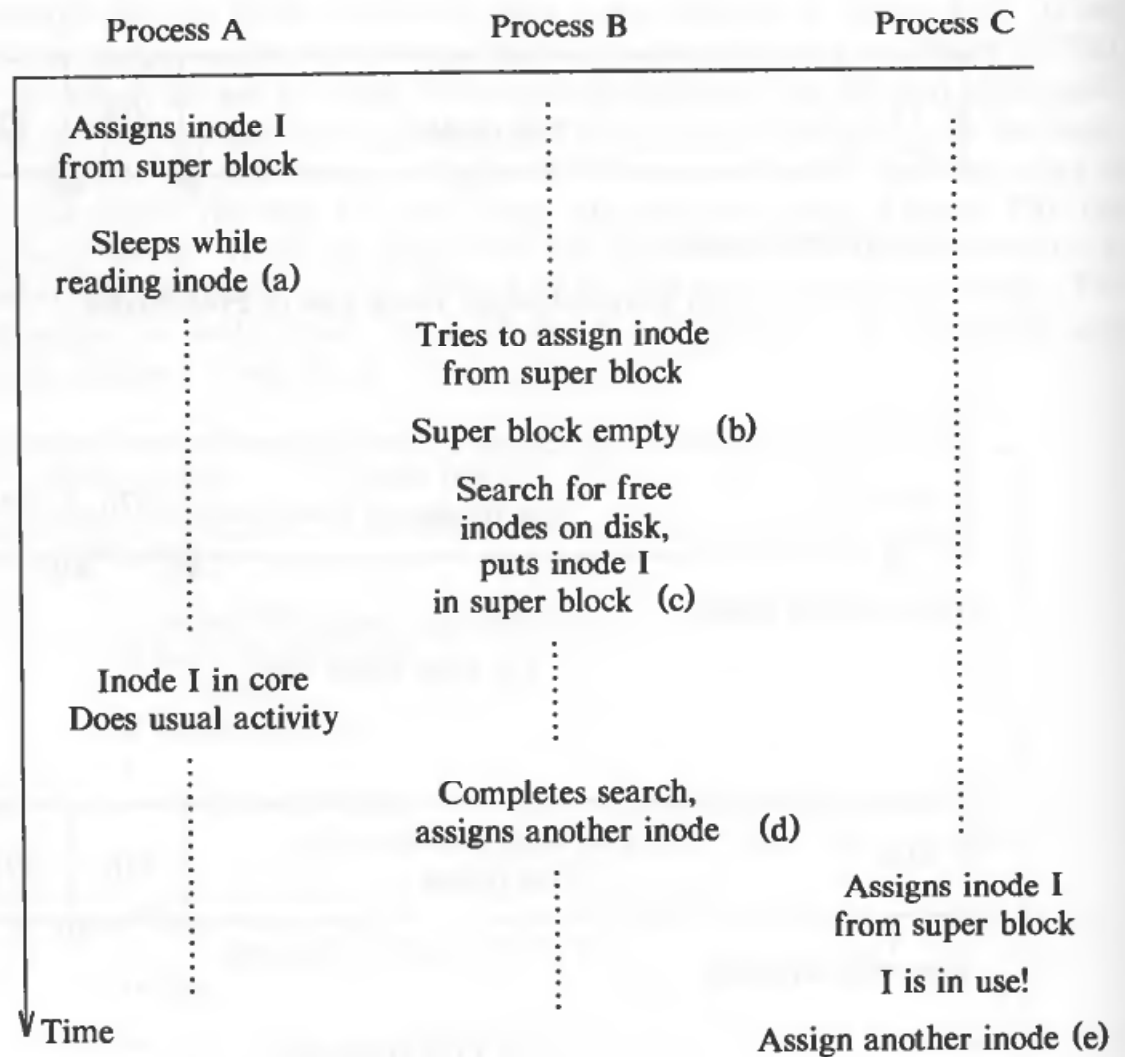 Process A Process B Process C
Assigns inode I
from super block
Sleeps while
reading inode (a)
Tries to assign inode
from super block
Super block empty (b)
Search for free
inodes on disk,
puts inode I
in super block (c)
Inode I in core
Does usual activity
Completes search,
assigns another inode (d)
Assigns inode I
from super block
I is in use!
Assign another inode (e)
Time